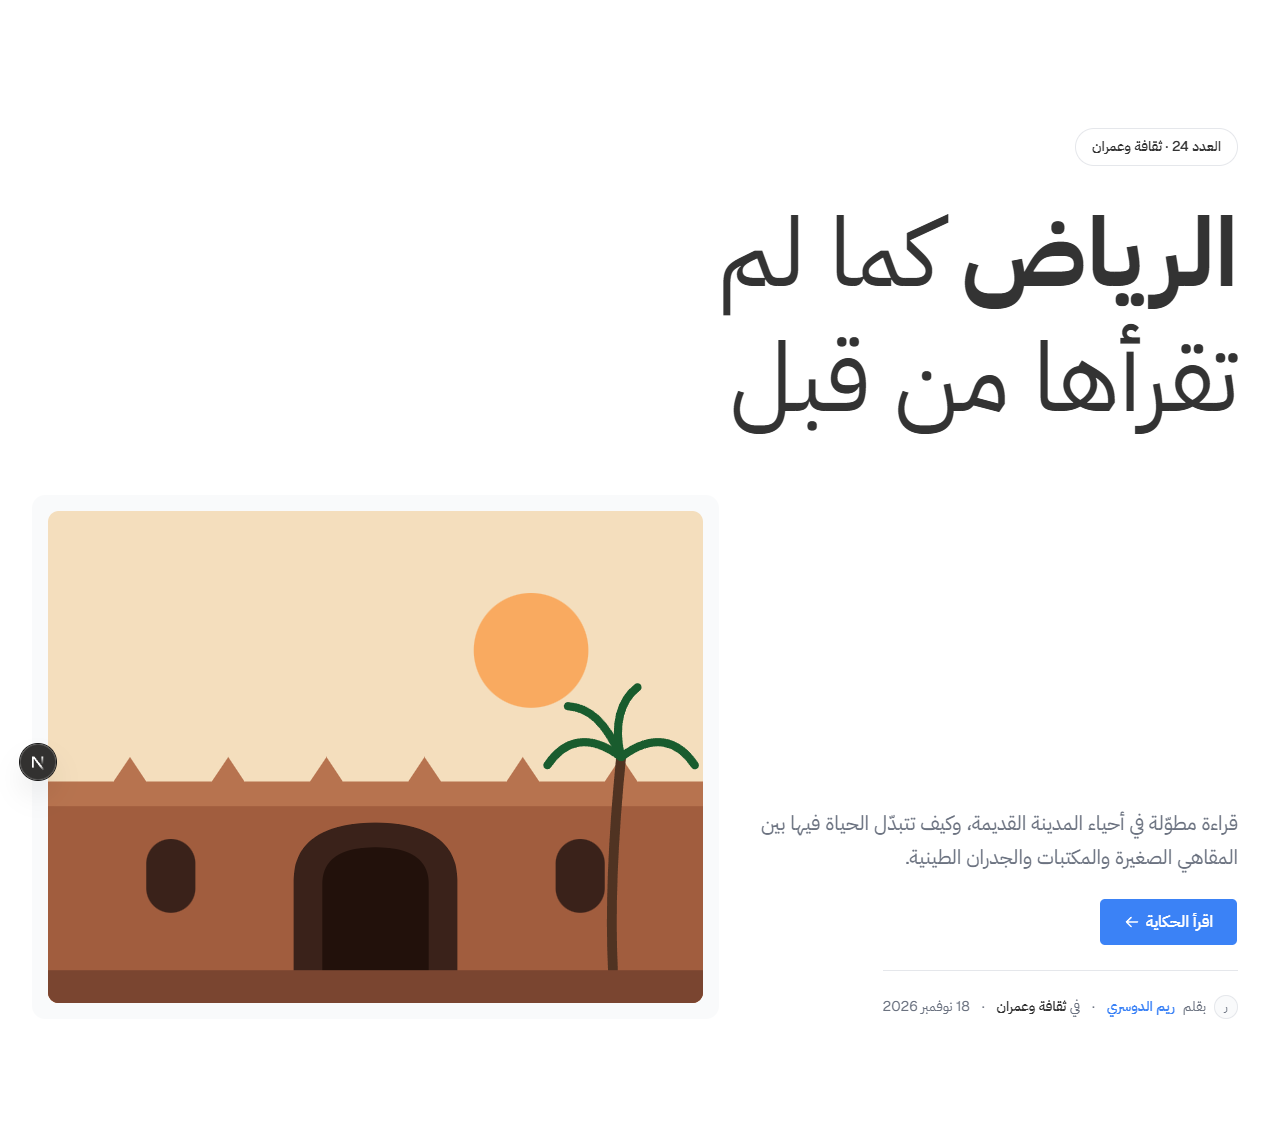 العدد 24 · ثقافة وعمران
الرياض كما لم
تقرأها من قبل
قراءة مطوّلة في أحياء المدينة القديمة، وكيف تتبدّل الحياة فيها بين
المقاهي الصغيرة والمكتبات والجدران الطينية.
اقرأ الحكاية ←
ر بقلم ريم الدوسري · في ثقافة وعمران · 18 نوفمبر 2026
N